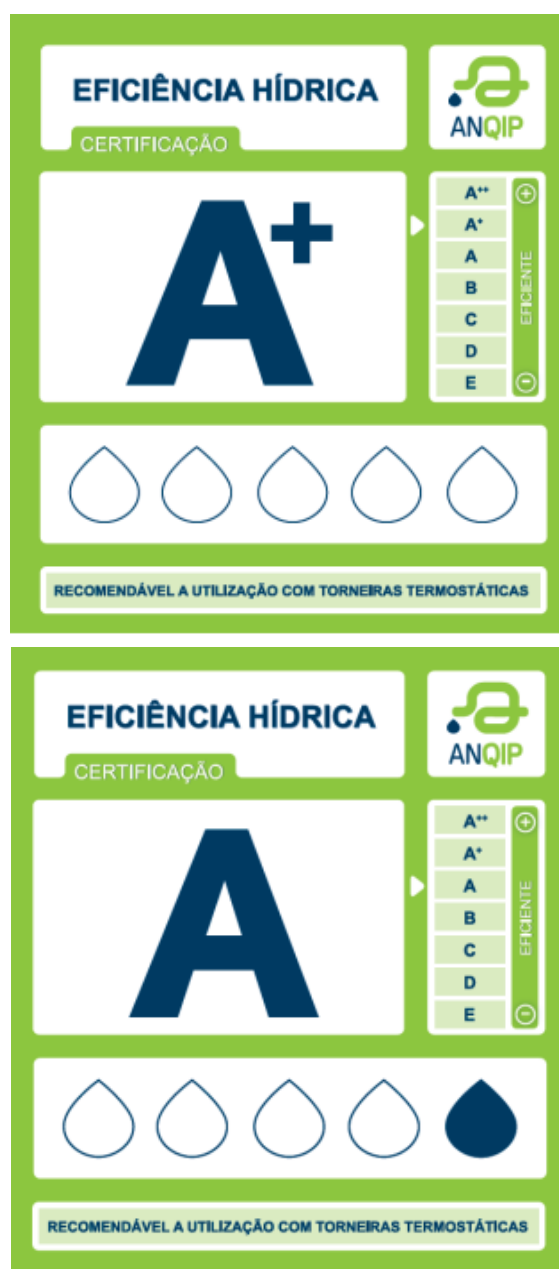 EFICIÊNCIA HÍDRICA
CERTIFICAÇÃO
ANQIP
A+
A++
A+
A
B
C
D
E
EFICIENTE
RECOMENDÁVEL A UTILIZAÇÃO COM TORNEIRAS TERMOSTÁTICAS
EFICIÊNCIA HÍDRICA
CERTIFICAÇÃO
ANQIP
A
A++
A+
A
B
C
D
E
EFICIENTE
RECOMENDÁVEL A UTILIZAÇÃO COM TORNEIRAS TERMOSTÁTICAS